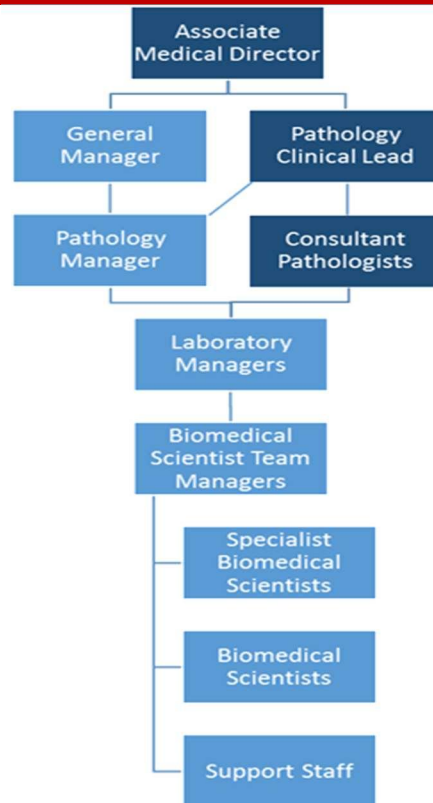 Associate
Medical Director
General
Manager
Pathology
Clinical Lead
Pathology
Manager
Consultant
Pathologists
Laboratory
Managers
Biomedical
Scientist Team
Managers
Specialist
Biomedical
Scientists
Biomedical
Scientists
Support Staff